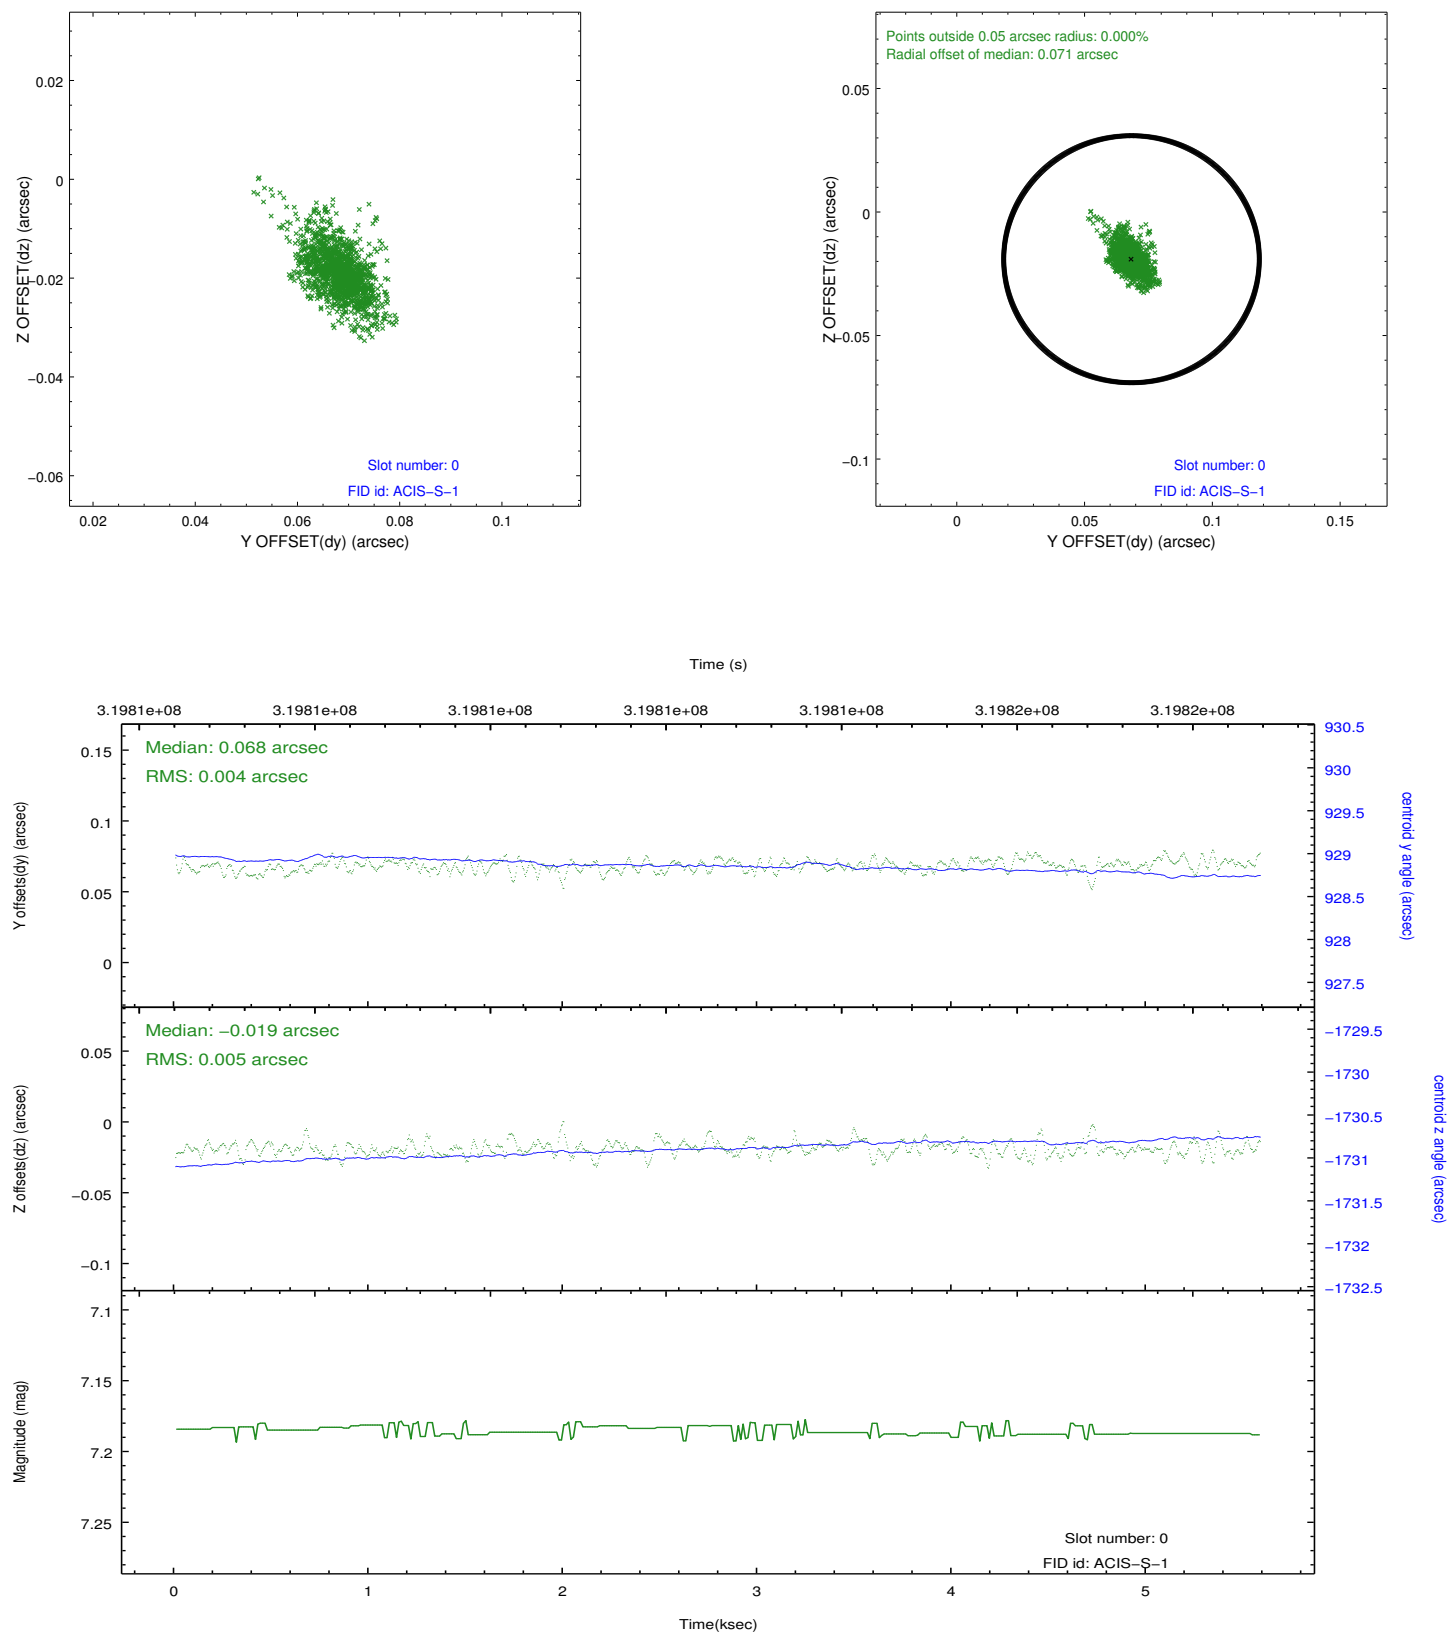 0.02
0
−0.02
−0.04
−0.06
Z OFFSET(dz) (arcsec)
Slot number: 0
FID id: ACIS−S−1
0.02 0.04 0.06 0.08 0.1
Y OFFSET(dy) (arcsec)
Points outside 0.05 arcsec radius: 0.000%
Radial offset of median: 0.071 arcsec
0.05
0
−0.05
−0.1
Z OFFSET(dz) (arcsec)
Slot number: 0
FID id: ACIS−S−1
0 0.05 0.1 0.15
Y OFFSET(dy) (arcsec)
Time (s)
3.1981e+08 3.1981e+08 3.1981e+08 3.1981e+08 3.1981e+08 3.1982e+08 3.1982e+08
Median: 0.068 arcsec
RMS: 0.004 arcsec
0.15
0.1
0.05
0
Y offsets(dy) (arcsec)
930.5
930
929.5
929
928.5
928
927.5
centroid y angle (arcsec)
Median: −0.019 arcsec
RMS: 0.005 arcsec
0.05
0
−0.05
−0.1
Z offsets(dz) (arcsec)
−1729.5
−1730
−1730.5
−1731
−1731.5
−1732
−1732.5
centroid z angle (arcsec)
7.1
7.15
7.2
7.25
Magnitude (mag)
Slot number: 0
FID id: ACIS−S−1
0 1 2 3 4 5
Time(ksec)